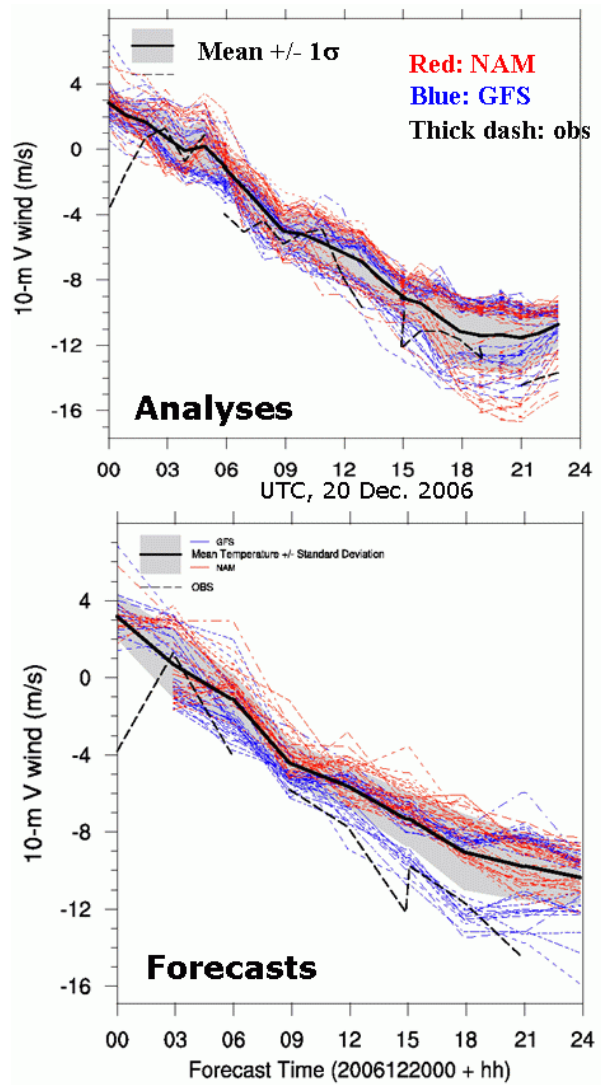 Mean +/- 1σ
Red: NAM
Blue: GFS
Thick dash: obs
10-m V wind (m/s)
4
0
-4
-8
-12
-16
Analyses
00 03 06 09 12 15 18 21 24
UTC, 20 Dec. 2006
GFS
Mean Temperature +/- Standard Deviation
NAM
OBS
10-m V wind (m/s)
4
0
-4
-8
-12
-16
Forecasts
00 03 06 09 12 15 18 21 24
Forecast Time (2006122000 + hh)